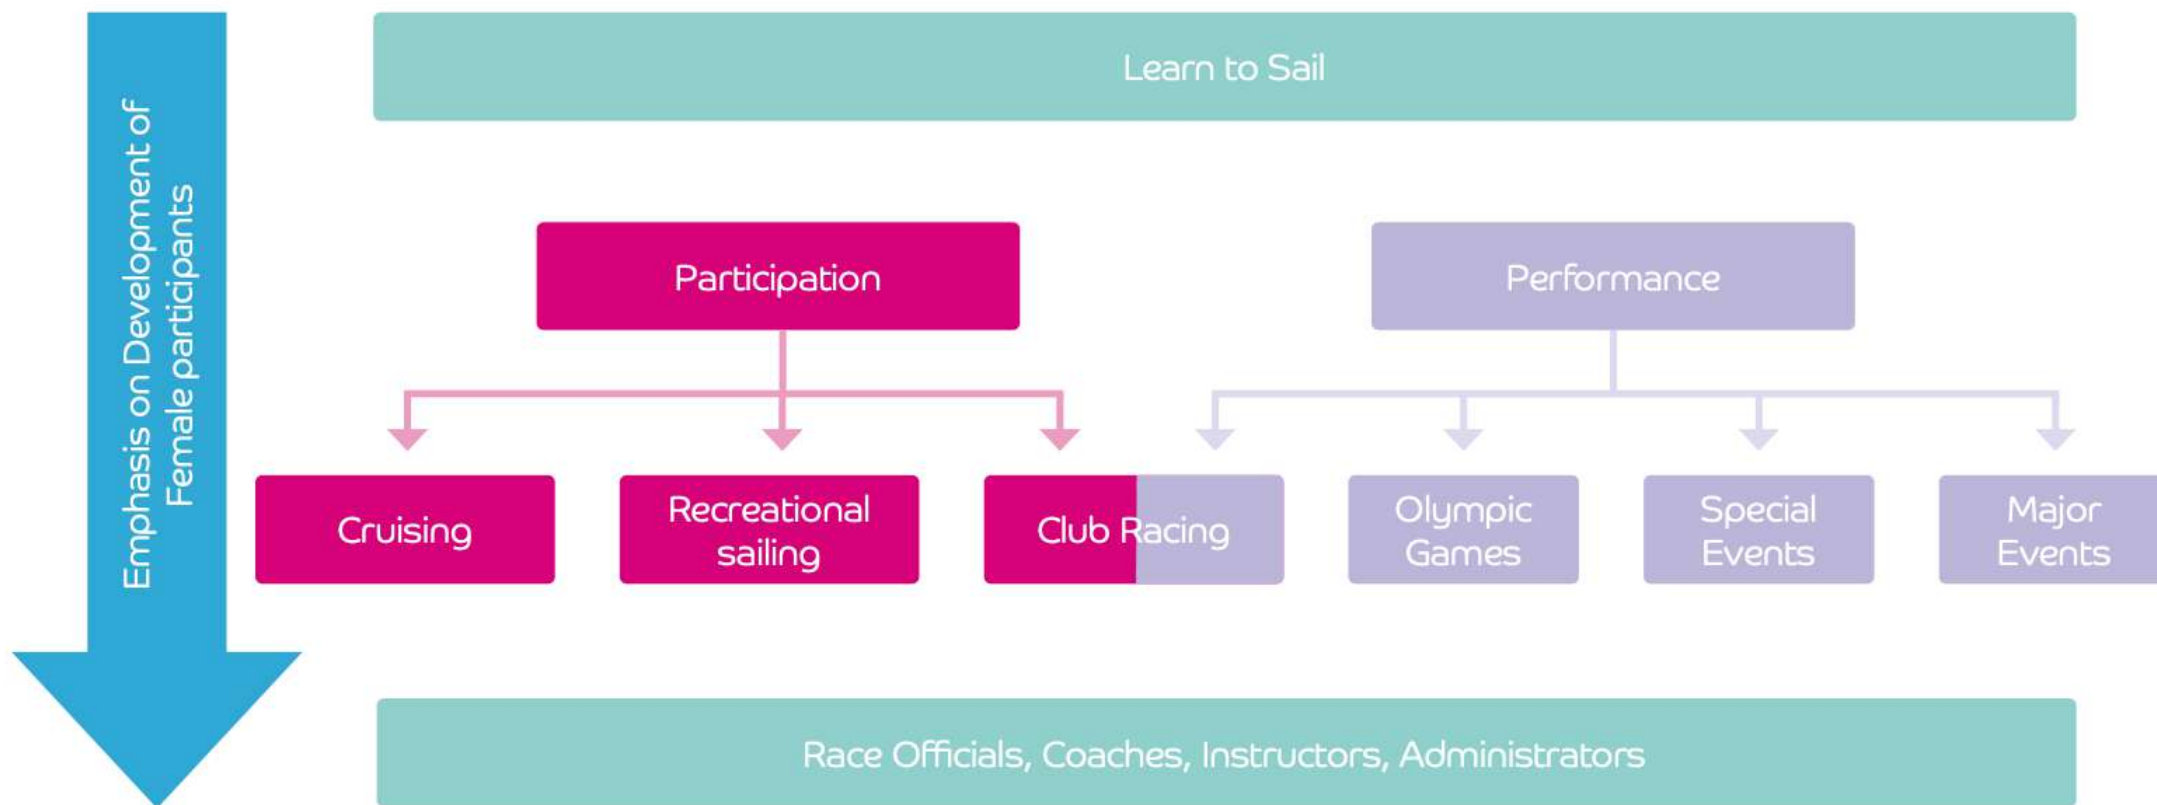 Emphasis on Development of
Female participants
Learn to Sail
Participation
Performance
Cruising
Recreational
sailing
Club Racing
Olympic
Games
Special
Events
Major
Events
Race Officials, Coaches, Instructors, Administrators